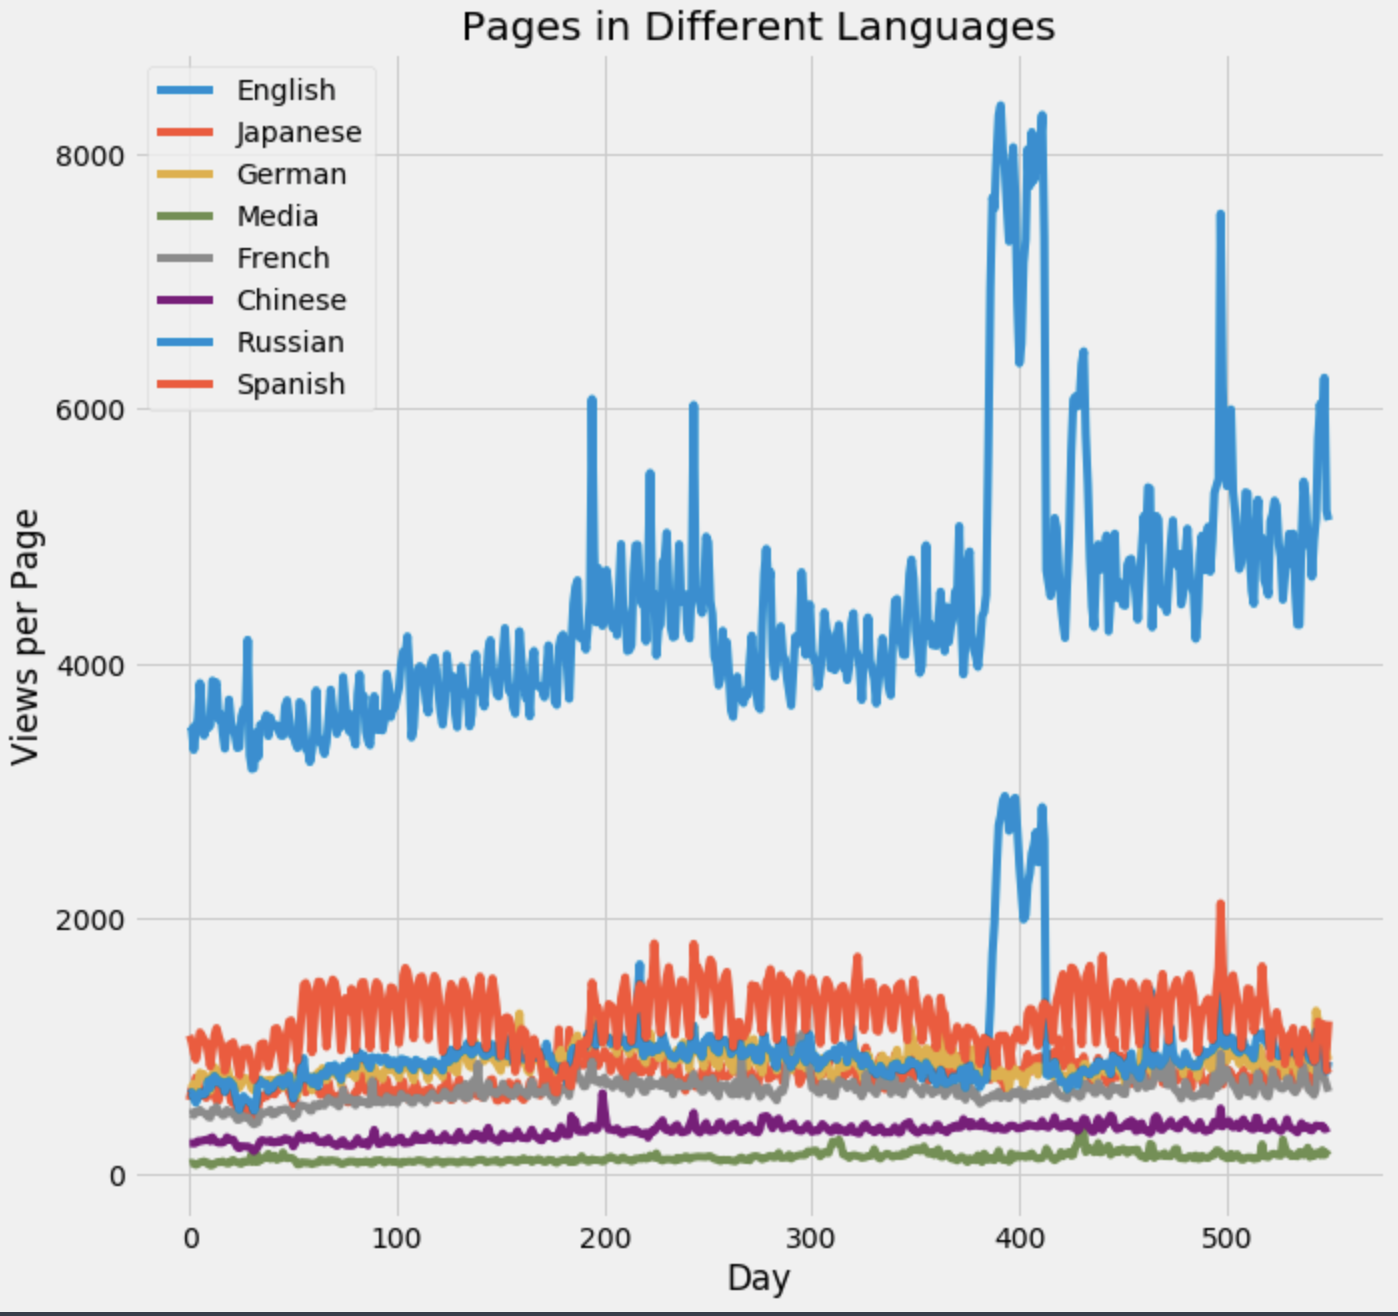 Pages in Different Languages
English
Japanese
German
Media
French
Chinese
Russian
Spanish
8000
6000
4000
2000
0
Views per Page
0 100 200 300 400 500
Day